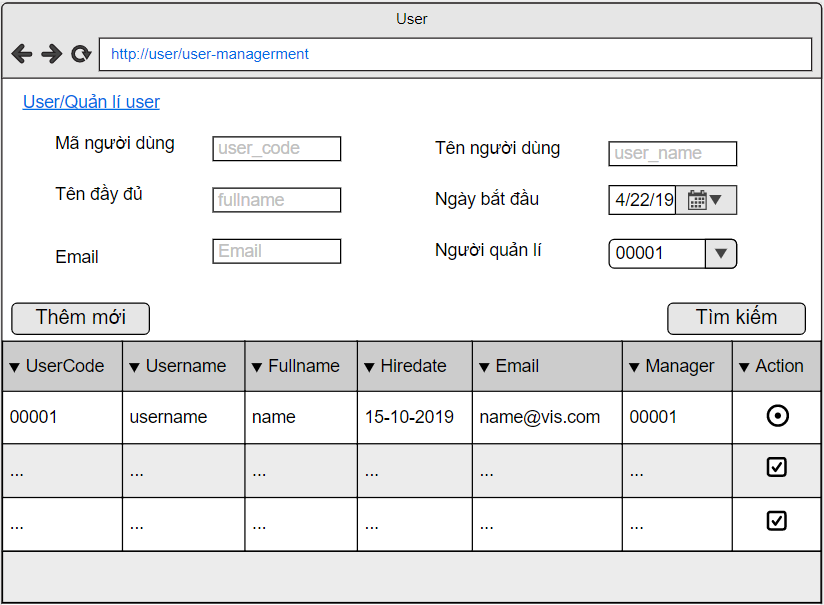 User
http://user/user-managerment
User/Quản lí user
Mã người dùng user_code Tên người dùng user_name
Tên đầy đủ fullname Ngày bắt đầu 4/22/19
Email Email Người quản lí 00001
Thêm mới Tìm kiếm
UserCode Username Fullname Hiredate Email Manager Action
00001 username name 15-10-2019 name@vis.com 00001
... ... ... ... ... ...
... ... ... ... ... ...